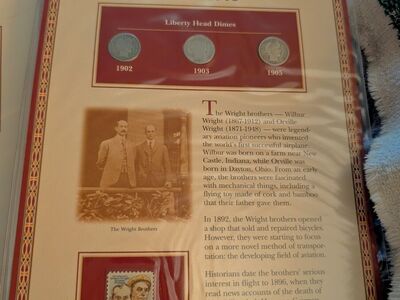 Liberty Head Dimes
1902
1903
1905
The Wright brothers — Wilbur
Wright (1867-1912) and Orville
Wright (1871-1948) — were legend-
ary aviation pioneers who invented
the world's first successful airplane.
Wilbur was born on a farm near New
Castle, Indiana, while Orville was
born in Dayton, Ohio. From an early
age, the brothers were fascinated
with mechanical things, including a
flying toy made of cork and bamboo
that their father gave them.
The Wright Brothers
In 1892, the Wright brothers opened
a shop that sold and repaired bicycles.
However, they were starting to focus
on a more novel method of transpor-
tation: the developing field of aviation.
Historians date the brothers' serious
interest in flight to 1896, when they
read news accounts of the death of